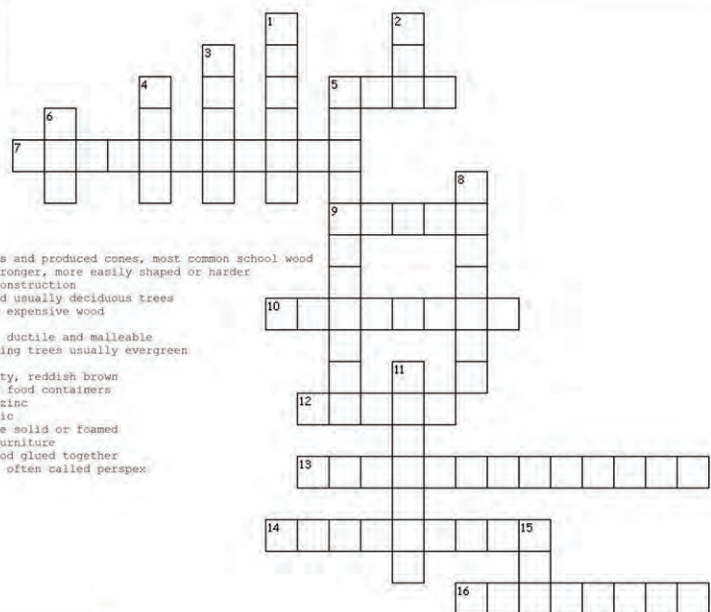 1 2
3
4 5
6
7
8
9
s and produced cones, most common school wood
ronger, more easily shaped or harder
onstruction
d usually deciduous trees
expensive wood
ductile and malleable
ing trees usually evergreen
ty, reddish brown
food containers
zinc
ic
e solid or foamed
urniture
od glued together
often called perspex
10
11
12
13
14 15
16